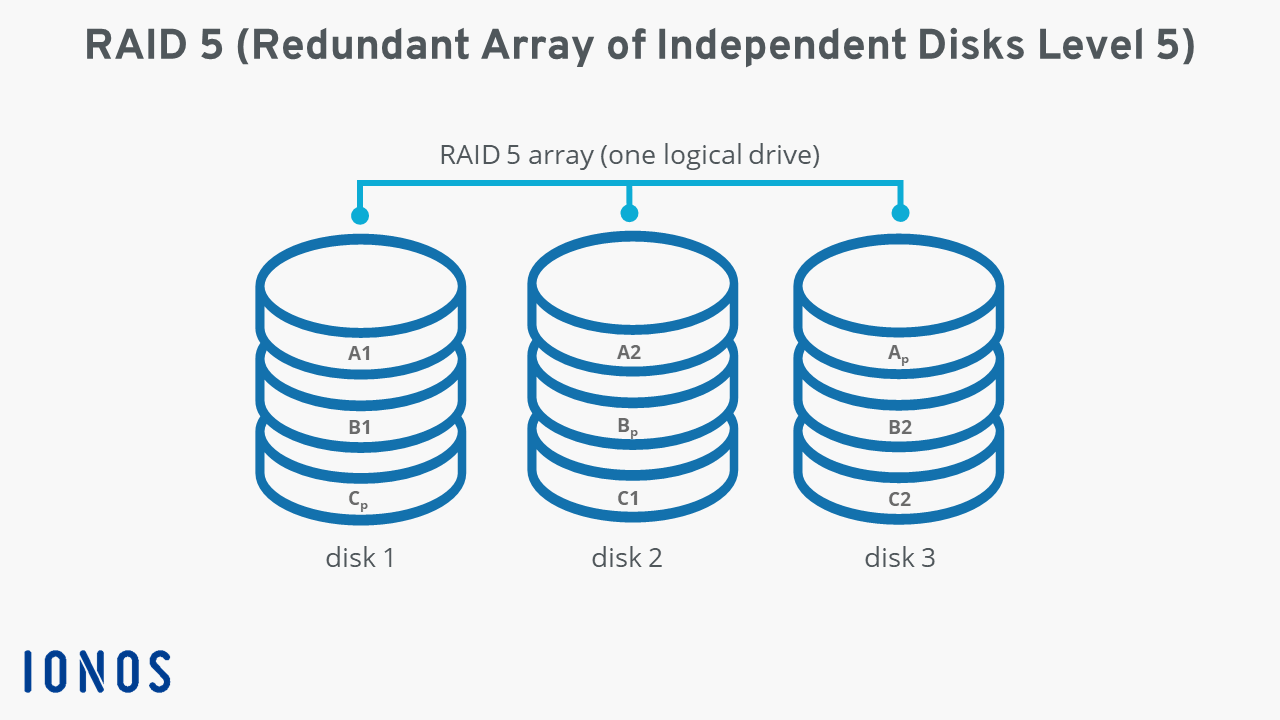 RAID 5 (Redundant Array of Independent Disks Level 5)
RAID 5 array (one logical drive)
A1 A2 Ap
B1 Bp B2
Cp C1 C2
disk 1 disk 2 disk 3
IONOS